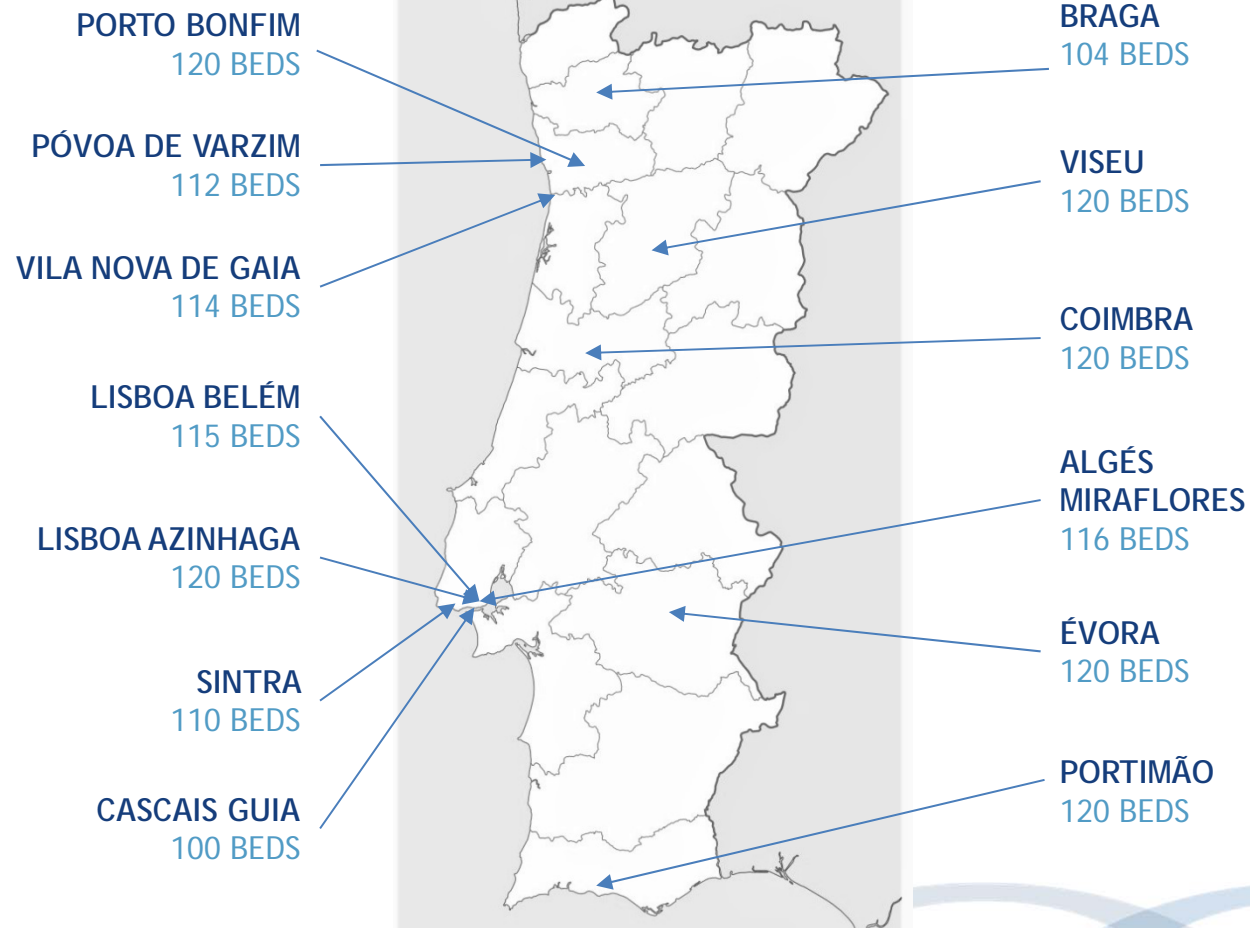 PORTO BONFIM
120 BEDS
PÓVOA DE VARZIM
112 BEDS
VILA NOVA DE GAIA
114 BEDS
LISBOA BELÉM
115 BEDS
LISBOA AZINHAGA
120 BEDS
SINTRA
110 BEDS
CASCAIS GUIA
100 BEDS
BRAGA
104 BEDS
VISEU
120 BEDS
COIMBRA
120 BEDS
ALGÉS
MIRAFLORES
116 BEDS
ÉVORA
120 BEDS
PORTIMÃO
120 BEDS